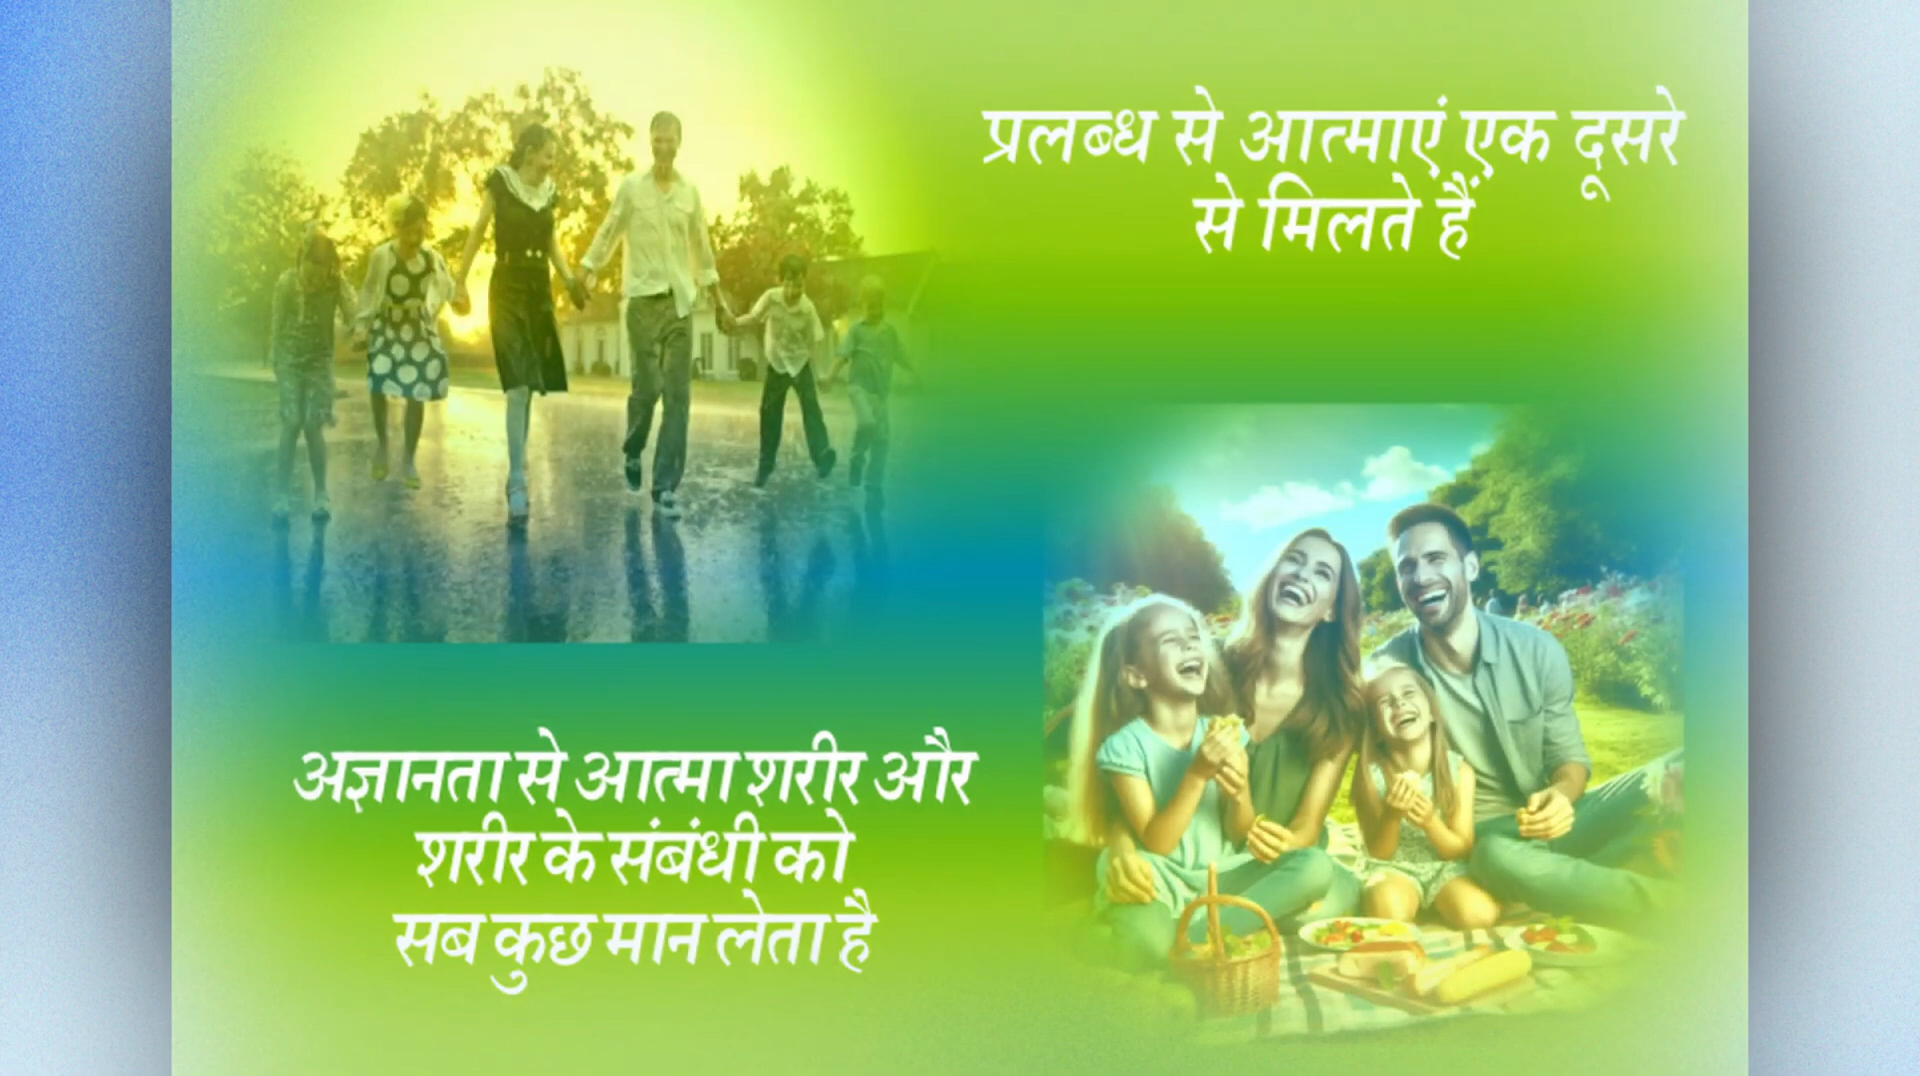 प्रलब्ध से आत्माएं एक दूसरे
से मिलते हैं
अज्ञानता से आत्मा शरीर और
शरीर के संबंधी को
सब कुछ मान लेता है